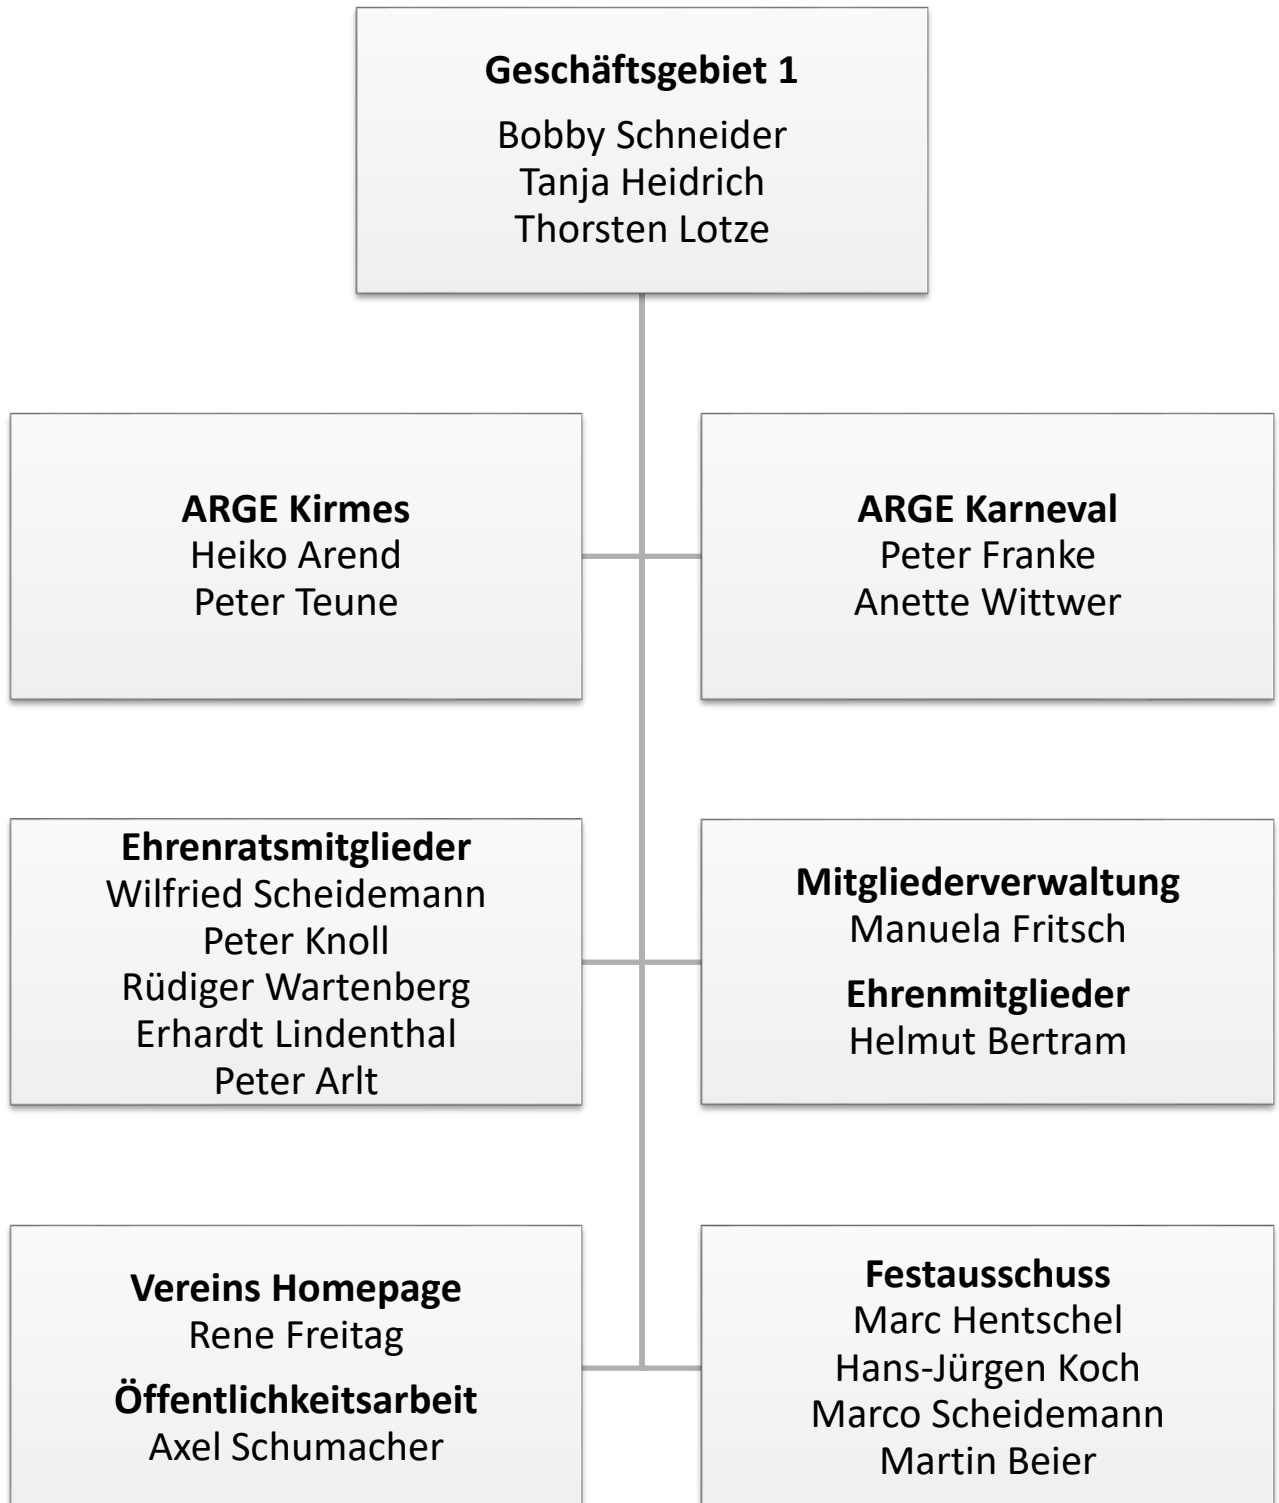 Geschäftsgebiet 1
Bobby Schneider
Tanja Heidrich
Thorsten Lotze
ARGE Kirmes
Heiko Arend
Peter Teune
ARGE Karneval
Peter Franke
Anette Wittwer
Ehrenratsmitglieder
Wilfried Scheidemann
Peter Knoll
Rüdiger Wartenberg
Erhardt Lindenthal
Peter Arlt
Mitgliederverwaltung
Manuela Fritsch
Ehrenmitglieder
Helmut Bertram
Vereins Homepage
Rene Freitag
Öffentlichkeitsarbeit
Axel Schumacher
Festausschuss
Marc Hentschel
Hans-Jürgen Koch
Marco Scheidemann
Martin Beier